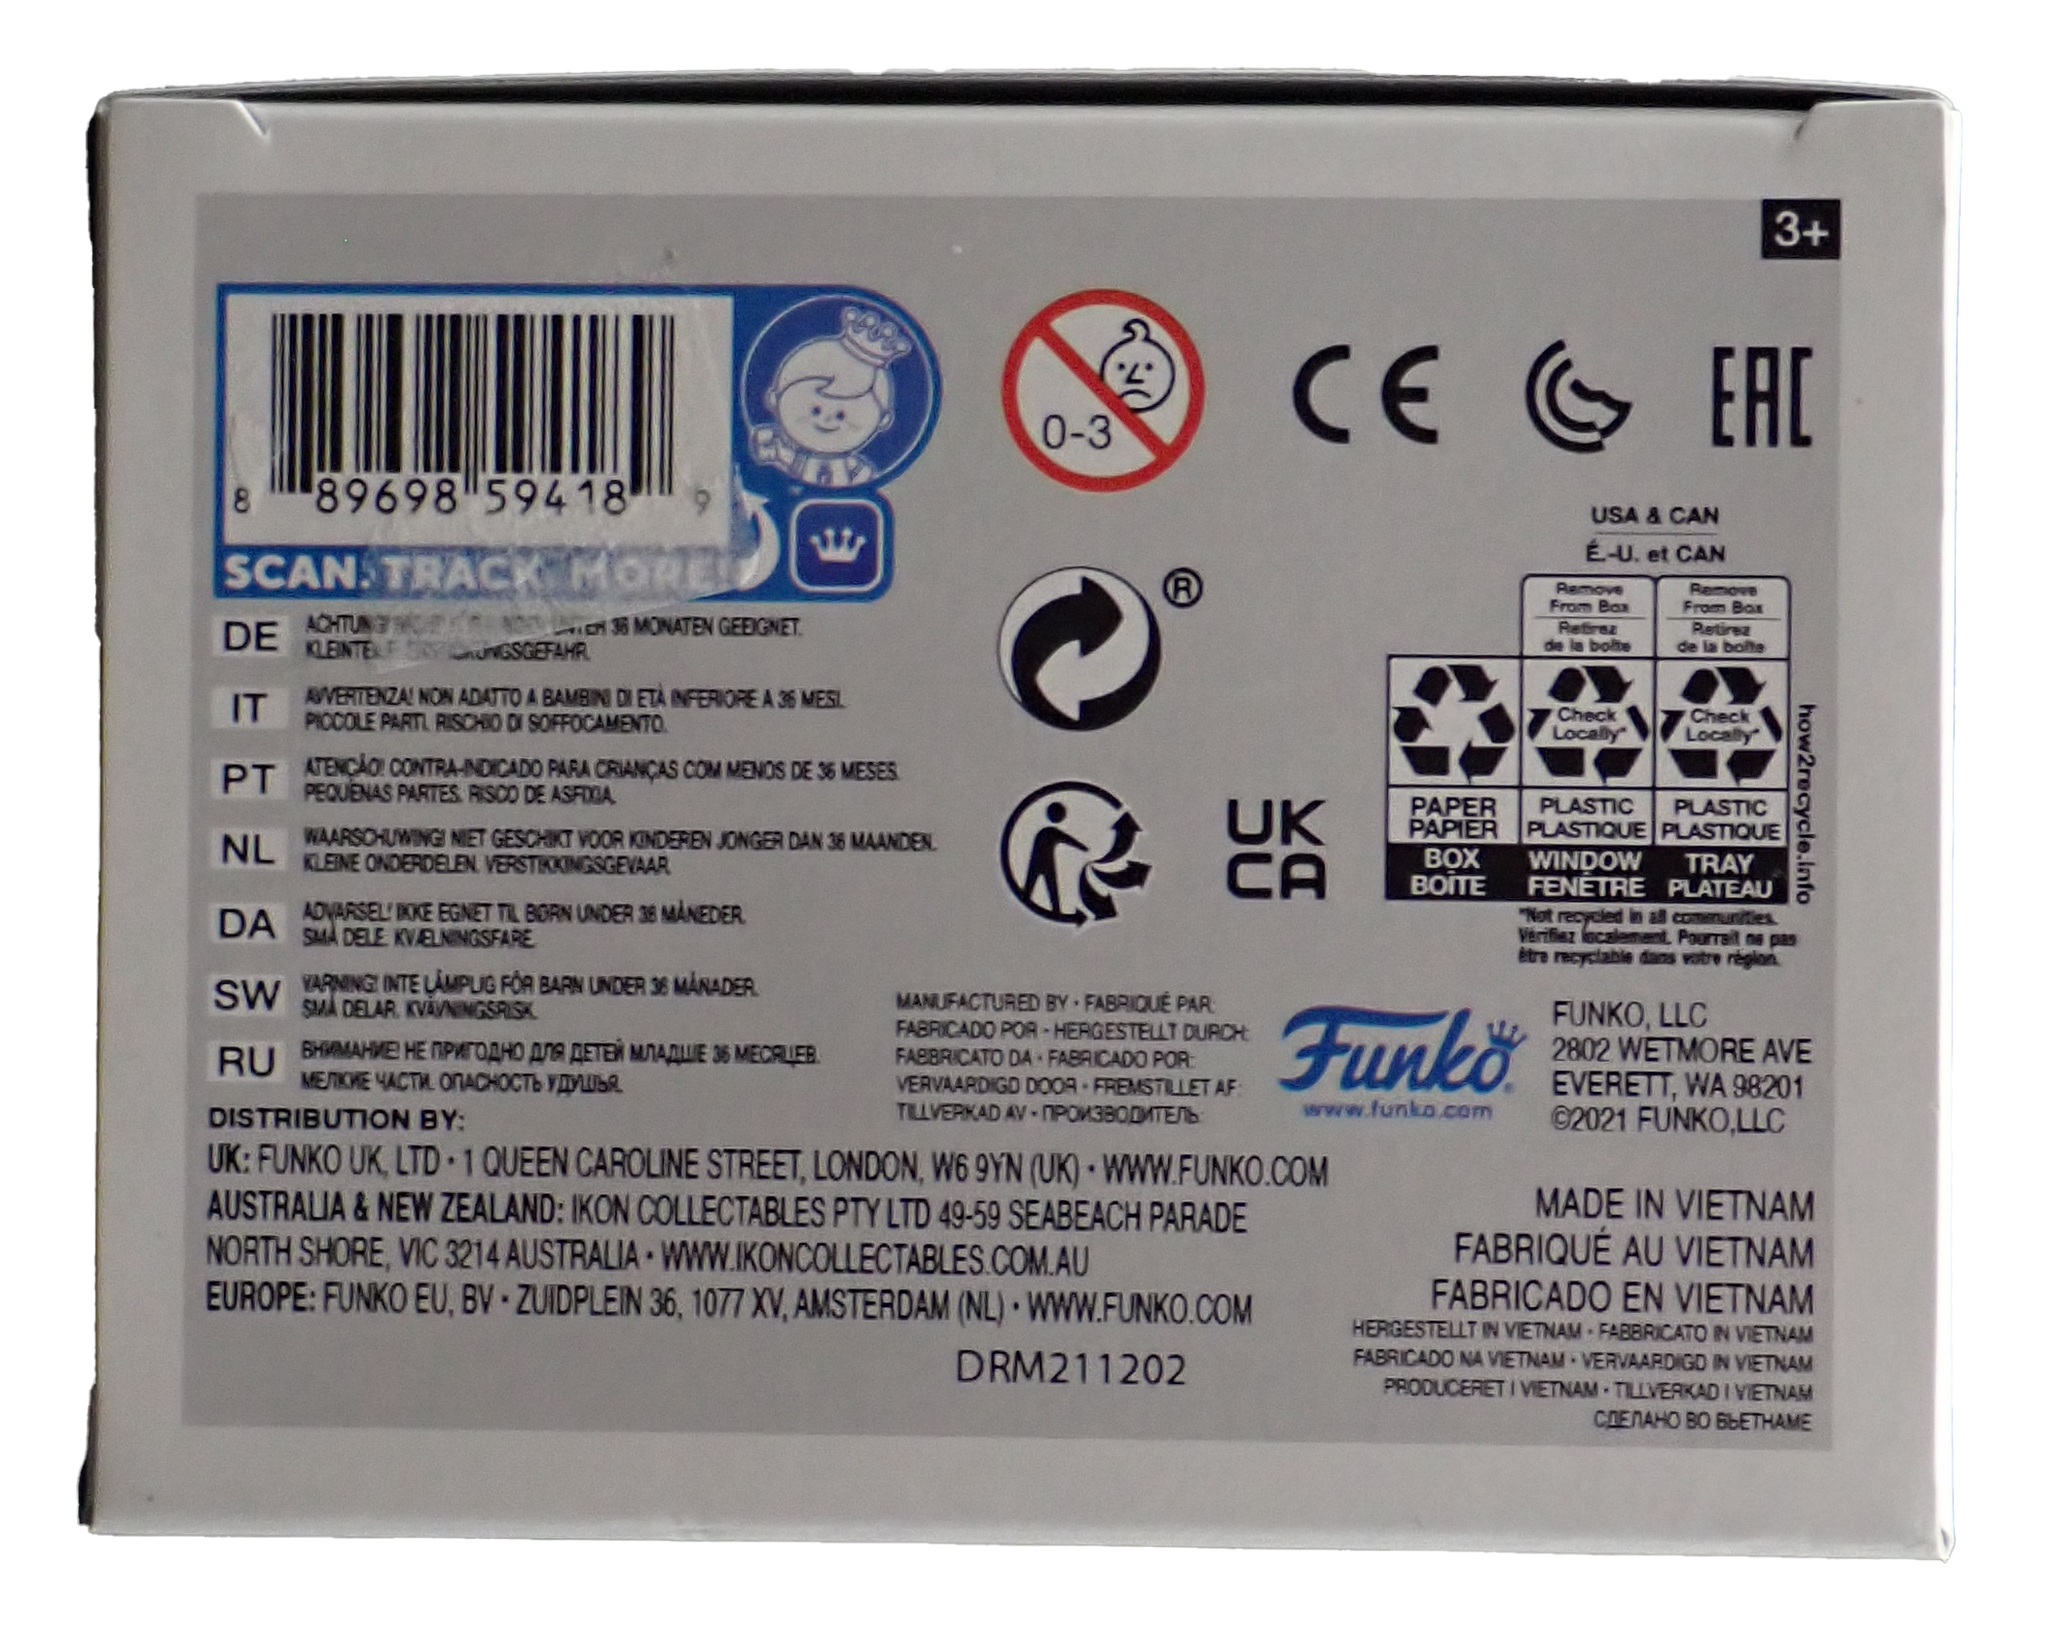 3+
8 89698 59418 9
SCAN. TRACK. MORE!
0-3
CE
EAC
®
USA & CAN
É.-U. et CAN
Remove From Box
Retirez de la boîte
Remove From Box
Retirez de la boîte
Check Locally*
Check Locally*
PAPER PAPIER
PLASTIC PLASTIQUE
PLASTIC PLASTIQUE
BOX BOÎTE
WINDOW FENÊTRE
TRAY PLATEAU
how2recycle.info
*Not recycled in all communities.
Vérifiez localement. Pourrait ne pas
être recyclable dans votre région.
UK
CA
DE ACHTUNG! UNTER 36 MONATEN GEEIGNET.
KLEINTEILE.
IT AVVERTENZA! NON ADATTO A BAMBINI DI ETÀ INFERIORE A 36 MESI.
PICCOLE PARTI. RISCHIO DI SOFFOCAMENTO.
PT ATENÇÃO! CONTRA-INDICADO PARA CRIANÇAS COM MENOS DE 36 MESES.
PEQUENAS PARTES. RISCO DE ASFIXIA.
NL WAARSCHUWING! NIET GESCHIKT VOOR KINDEREN JONGER DAN 36 MAANDEN.
KLEINE ONDERDELEN. VERSTIKKINGSGEVAAR.
DA ADVARSEL! IKKE EGNET TIL BØRN UNDER 36 MÅNEDER.
SMÅ DELE. KVÆLNINGSFARE.
SW VARNING! INTE LÄMPLIG FÖR BARN UNDER 36 MÅNADER.
SMÅ DELAR. KVÄVNINGSRISK.
RU ВНИМАНИЕ! НЕ ПРИГОДНО ДЛЯ ДЕТЕЙ МЛАДШЕ 36 МЕСЯЦЕВ.
МЕЛКИЕ ЧАСТИ. ОПАСНОСТЬ УДУШЬЯ.
MANUFACTURED BY • FABRIQUÉ PAR:
FABRICADO POR • HERGESTELLT DURCH:
FABBRICATO DA • FABRICADO POR:
VERVAARDIGD DOOR • FREMSTILLET AF:
TILLVERKAD AV • ПРОИЗВОДИТЕЛЬ:
Funko
www.funko.com
FUNKO, LLC
2802 WETMORE AVE
EVERETT, WA 98201
©2021 FUNKO,LLC
DISTRIBUTION BY:
UK: FUNKO UK, LTD • 1 QUEEN CAROLINE STREET, LONDON, W6 9YN (UK) • WWW.FUNKO.COM
AUSTRALIA & NEW ZEALAND: IKON COLLECTABLES PTY LTD 49-59 SEABEACH PARADE
NORTH SHORE, VIC 3214 AUSTRALIA • WWW.IKONCOLLECTABLES.COM.AU
EUROPE: FUNKO EU, BV • ZUIDPLEIN 36, 1077 XV, AMSTERDAM (NL) • WWW.FUNKO.COM
DRM211202
MADE IN VIETNAM
FABRIQUÉ AU VIETNAM
FABRICADO EN VIETNAM
HERGESTELLT IN VIETNAM • FABBRICATO IN VIETNAM
FABRICADO NA VIETNAM • VERVAARDIGD IN VIETNAM
PRODUCERET I VIETNAM • TILLVERKAD I VIETNAM
СДЕЛАНО ВО ВЬЕТНАМЕ